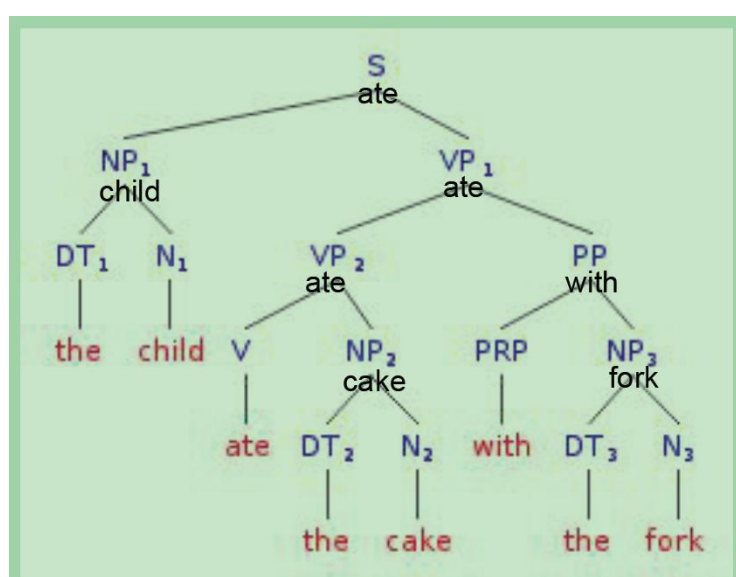 S
ate
NP₁ VP₁
child ate
DT₁ N₁ VP₂ PP
ate with
the child V NP₂ PRP NP₃
cake fork
ate DT₂ N₂ with DT₃ N₃
the cake the fork